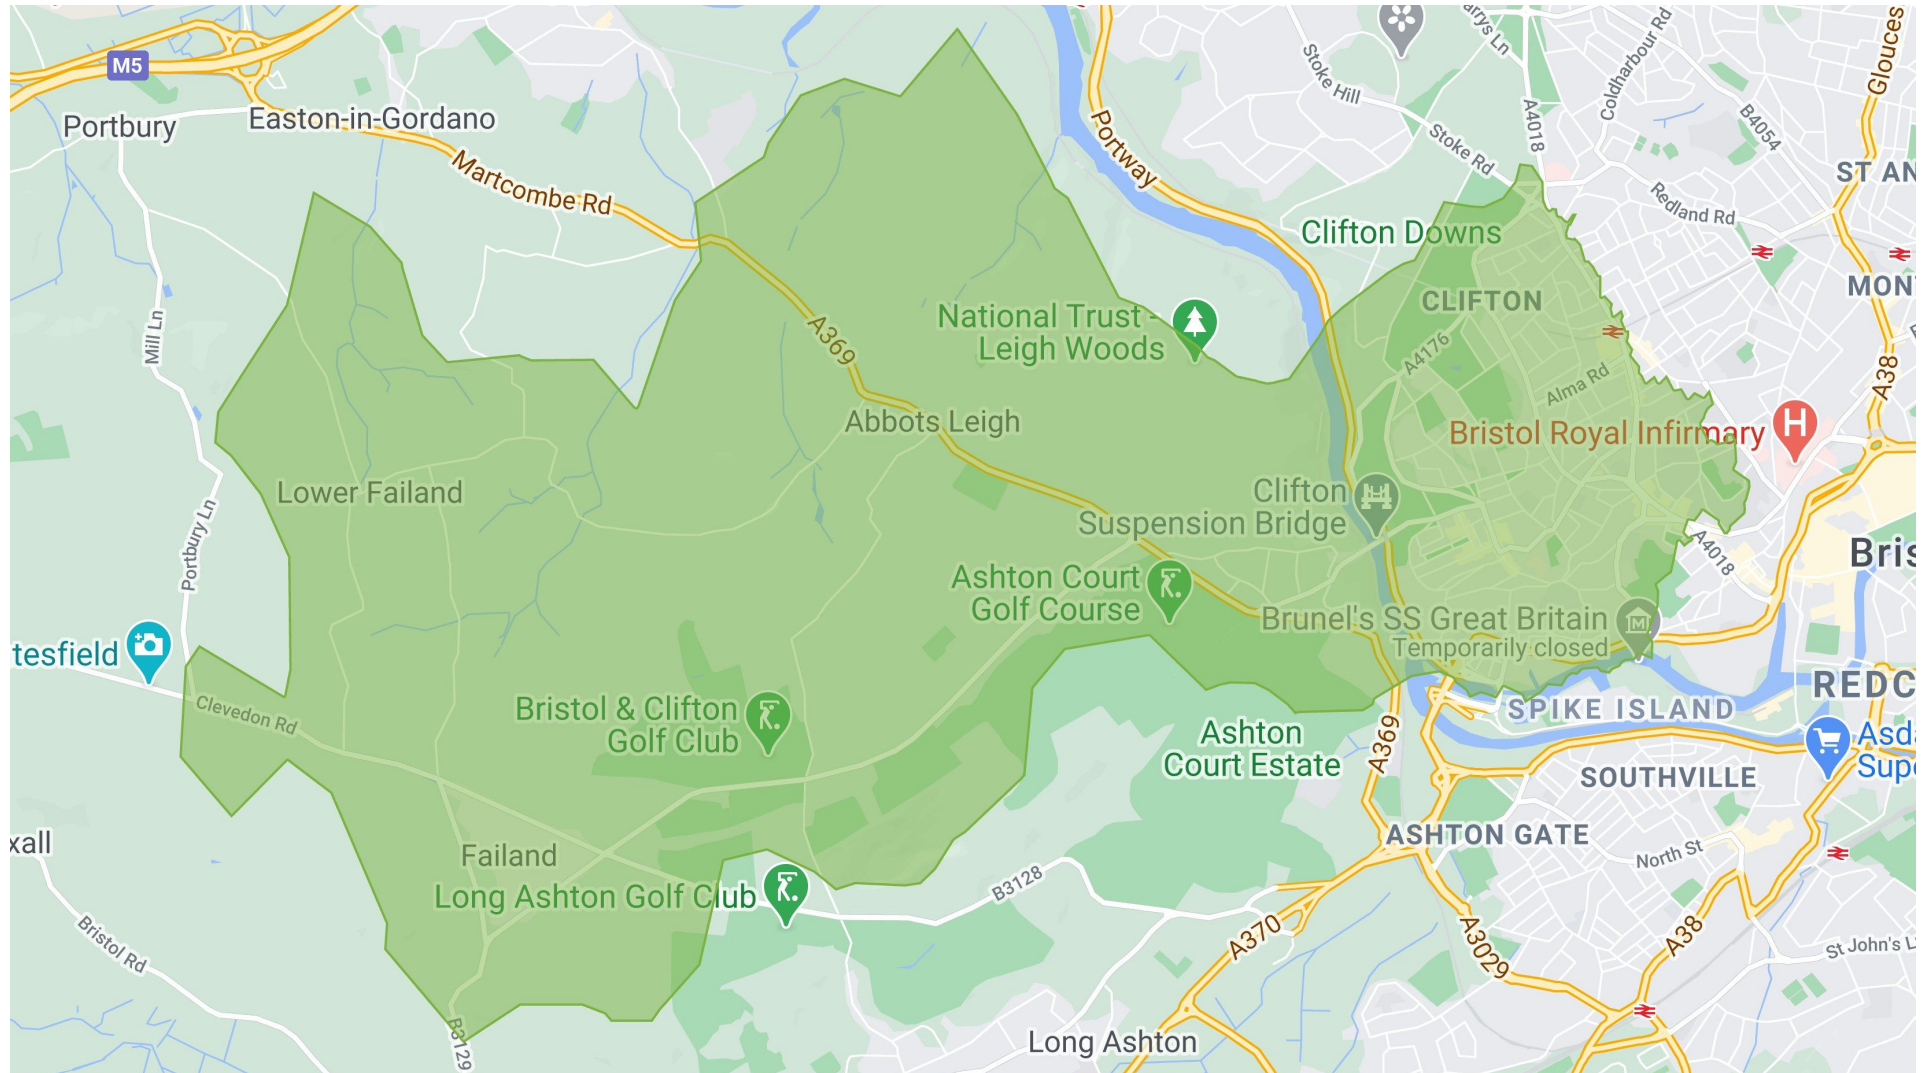 M5
Portbury
Easton-in-Gordano
Martcombe Rd
Portway
Stoke Hill
Stoke Rd
A4018
Coldharbour Rd
B4054
Redland Rd
ST AN
Glouces
arrys Ln
Clifton Downs
CLIFTON
MON
Mill Ln
A369
National Trust -
Leigh Woods
A4176
Alma Rd
A38
Abbots Leigh
Bristol Royal Infirmary
H
Lower Failand
Portbury Ln
Clifton
Suspension Bridge
A4018
Bris
Ashton Court
Golf Course
Brunel's SS Great Britain
Temporarily closed
tesfield
Clevedon Rd
Bristol & Clifton
Golf Club
SPIKE ISLAND
REDC
Ashton
Court Estate
A369
Asda
Supe
SOUTHVILLE
xall
Failand
ASHTON GATE
North St
Long Ashton Golf Club
B3128
Bristol Rd
A370
A3029
A38
St John's L
B3129
Long Ashton